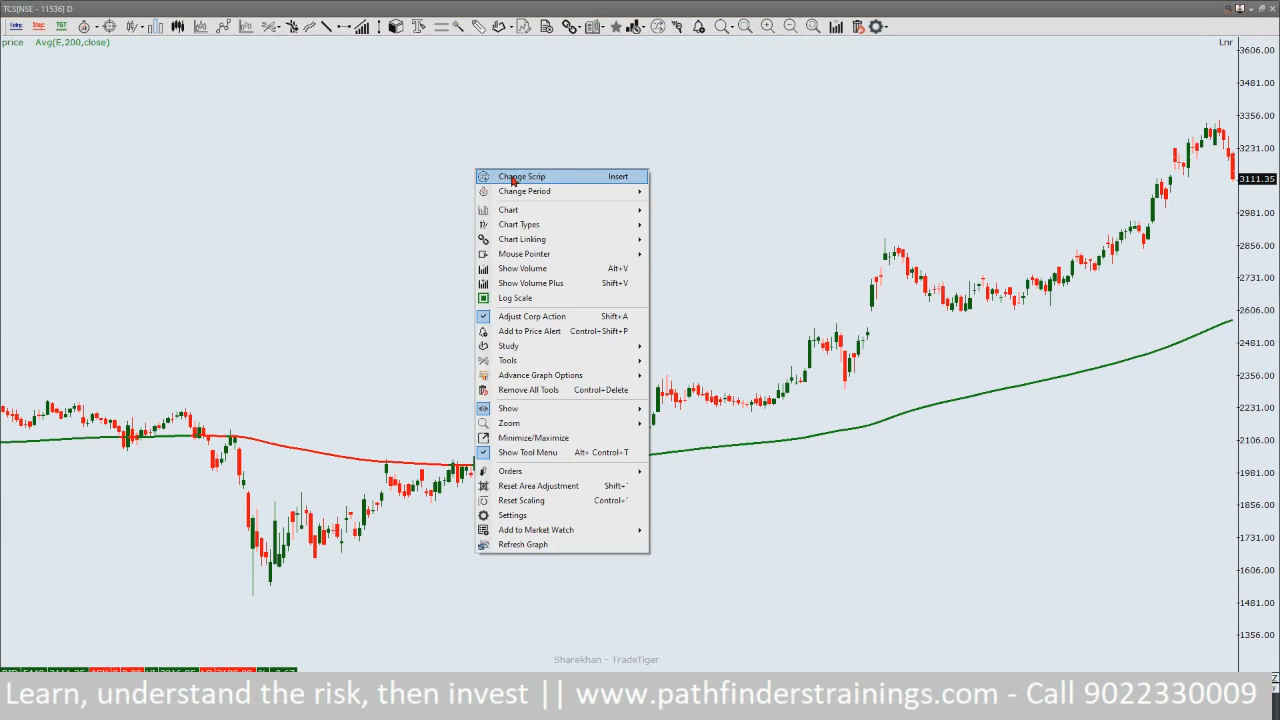 TCS[NSE - 11536] D
Entry: Stop: TGT
price Avg(E,200,close)
Lnr
3606.00
3481.00
3356.00
3231.00
3111.35
2981.00
2856.00
2731.00
2606.00
2481.00
2356.00
2231.00
2106.00
1981.00
1856.00
1731.00
1606.00
1481.00
1356.00
Change Scrip Insert
Change Period
Chart
Chart Types
Chart Linking
Mouse Pointer
Show Volume Alt+V
Show Volume Plus Shift+V
Log Scale
Adjust Corp Action Shift+A
Add to Price Alert Control+Shift+P
Study
Tools
Advance Graph Options
Remove All Tools Control+Delete
Show
Zoom
Minimize/Maximize
Show Tool Menu Alt+ Control+T
Orders
Reset Area Adjustment Shift+`
Reset Scaling Control+`
Settings
Add to Market Watch
Refresh Graph
Sharekhan - TradeTiger
Learn, understand the risk, then invest || www.pathfinderstrainings.com - Call 9022330009